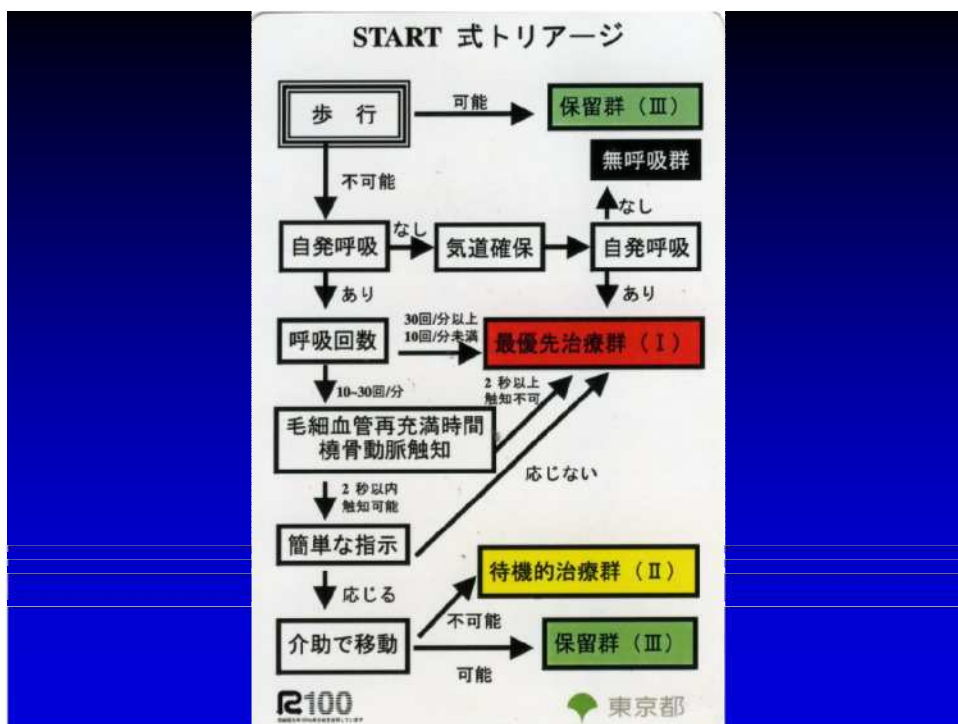 START 式トリアージ
歩 行
可能
保留群（Ⅲ）
無呼吸群
不可能
なし
自発呼吸
なし
気道確保
自発呼吸
あり
あり
呼吸回数
30回/分以上
10回/分未満
最優先治療群（Ⅰ）
10~30回/分
2 秒以上
触知不可
毛細血管再充満時間
橈骨動脈触知
応じない
2 秒以内
触知可能
簡単な指示
待機的治療群（Ⅱ）
応じる
不可能
介助で移動
保留群（Ⅲ）
可能
R100
東京都